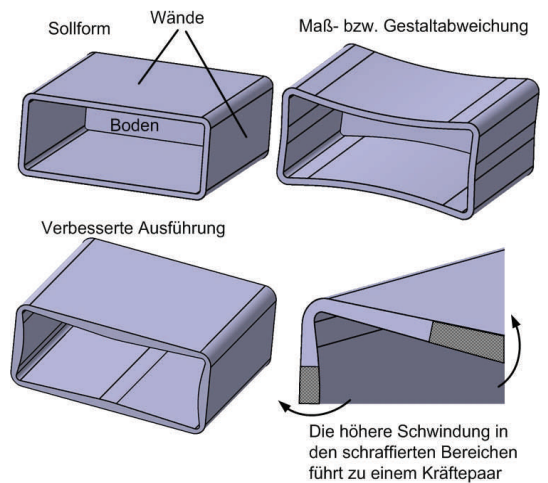 Sollform
Wände
Maß- bzw. Gestaltabweichung
Boden
Verbesserte Ausführung
Die höhere Schwindung in
den schraffierten Bereichen
führt zu einem Kräftepaar